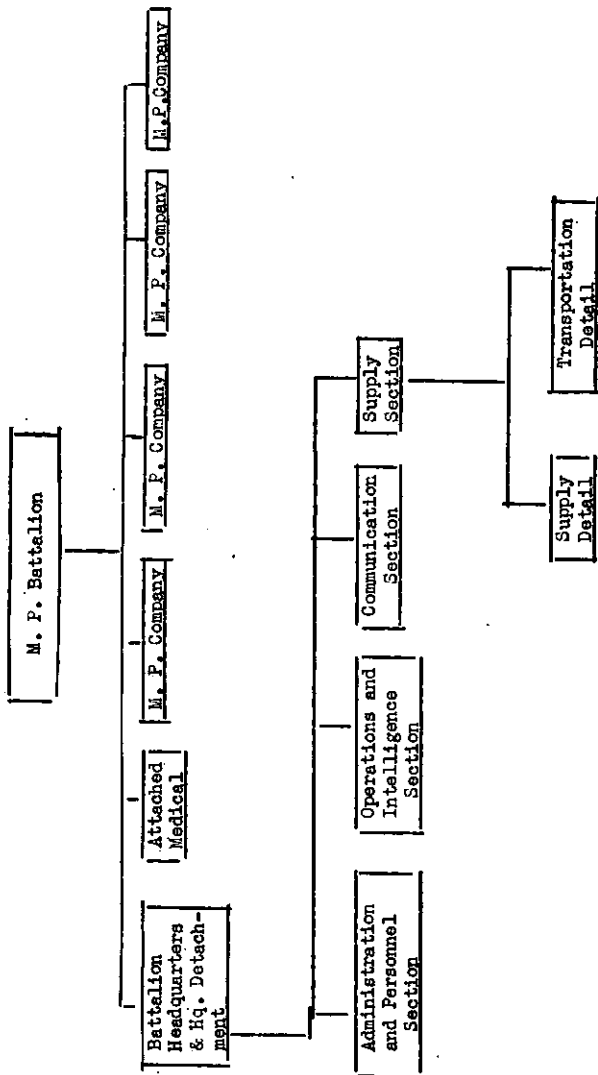 M. P. Battalion
Battalion
Headquarters
& Hq. Detach-
ment
Attached
Medical
M. P. Company
M. P. Company
M. P. Company
M.P.Company
Administration
and Personnel
Section
Operations and
Intelligence
Section
Communication
Section
Supply
Section
Supply
Detail
Transportation
Detail